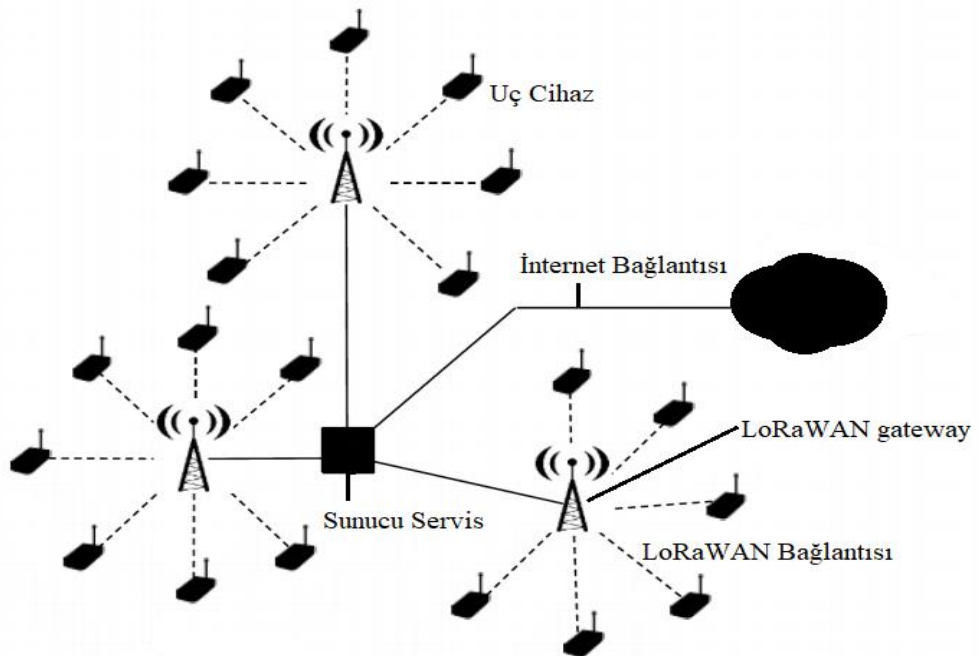 Uç Cihaz
İnternet Bağlantısı
LoRaWAN gateway
Sunucu Servis
LoRaWAN Bağlantısı